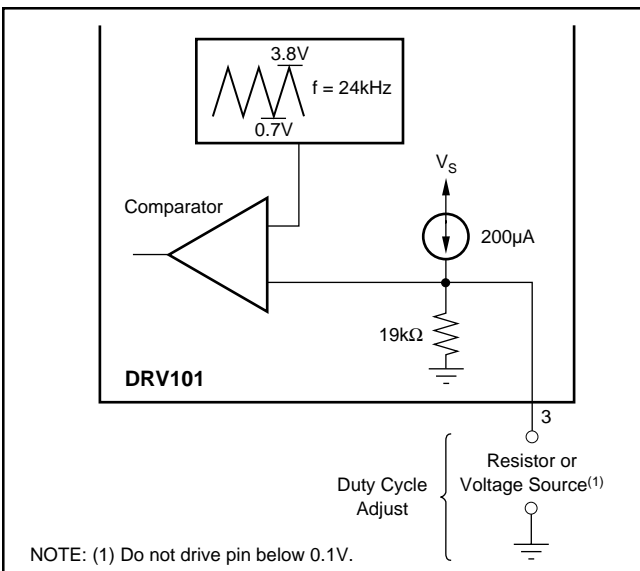 3.8V
f = 24kHz
0.7V
V_S
Comparator
200μA
19kΩ
DRV101
3
Resistor or
Voltage Source(1)
Duty Cycle
Adjust
NOTE: (1) Do not drive pin below 0.1V.